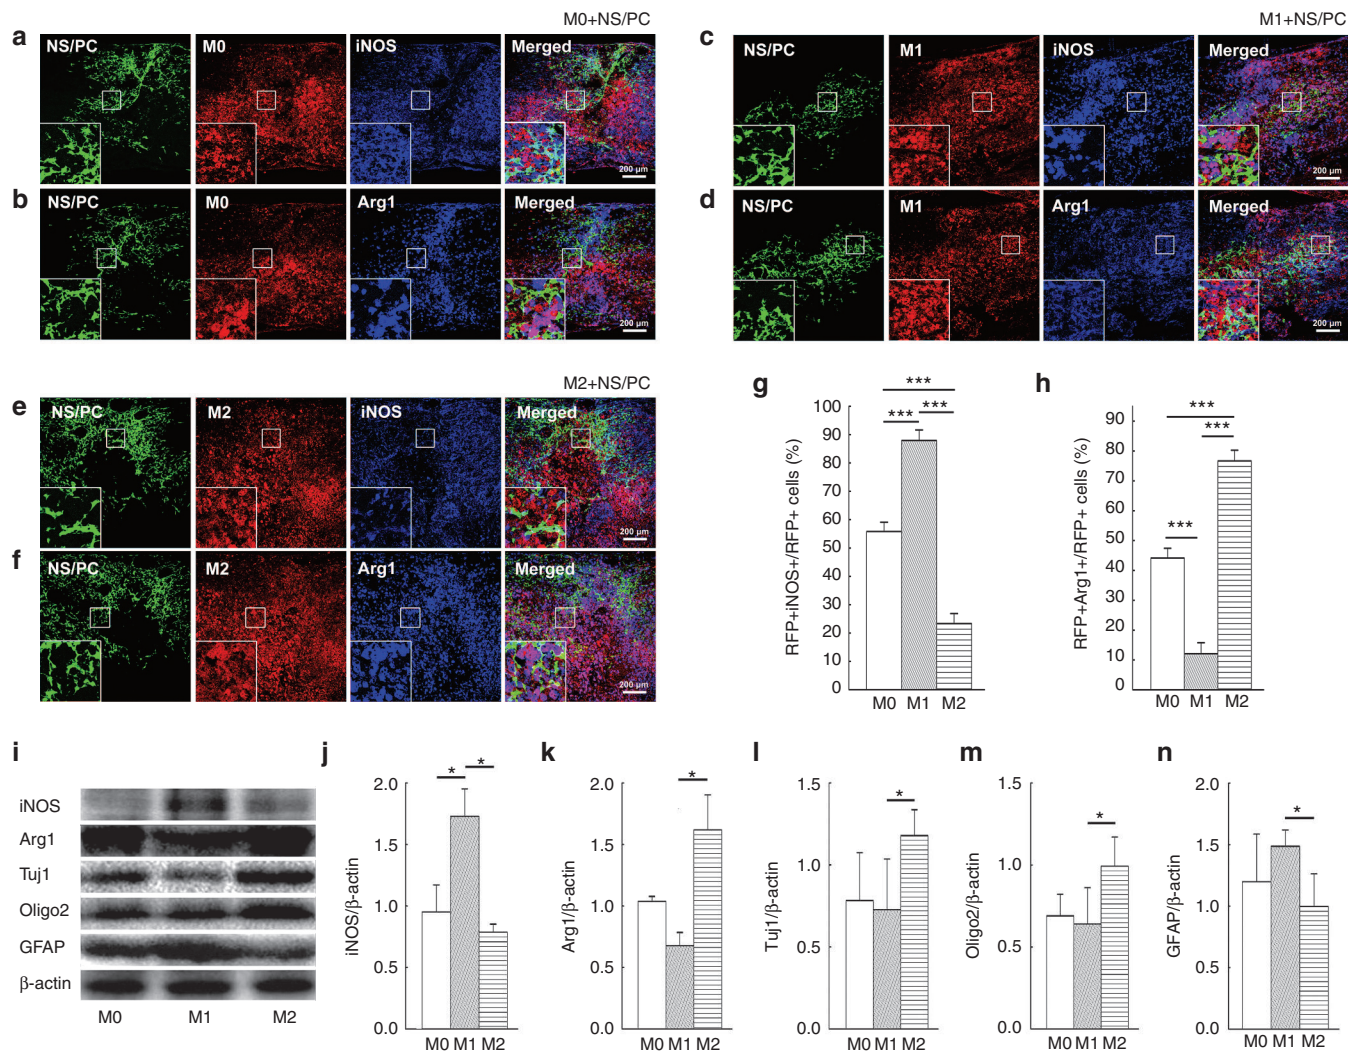 M0+NS/PC
a
NS/PC M0 iNOS Merged
200 µm
b
NS/PC M0 Arg1 Merged
200 µm
M1+NS/PC
c
NS/PC M1 iNOS Merged
200 µm
d
NS/PC M1 Arg1 Merged
200 µm
M2+NS/PC
e
NS/PC M2 iNOS Merged
200 µm
f
NS/PC M2 Arg1 Merged
200 µm
g
RFP+iNOS+/RFP+ cells (%)
100
90
80
70
60
50
40
30
20
10
0
***
*** ***
M0 M1 M2
h
RFP+Arg1+/RFP+ cells (%)
90
80
70
60
50
40
30
20
10
0
***
***
***
M0 M1 M2
i
iNOS
Arg1
Tuj1
Oligo2
GFAP
β-actin
M0 M1 M2
j
iNOS/β-actin
2.0
1.5
1.0
0.5
0.0
* *
M0 M1 M2
k
Arg1/β-actin
2.0
1.5
1.0
0.5
0.0
*
M0 M1 M2
l
Tuj1/β-actin
1.5
1.0
0.5
0.0
*
M0 M1 M2
m
Oligo2/β-actin
1.5
1.0
0.5
0.0
*
M0 M1 M2
n
GFAP/β-actin
2.0
1.5
1.0
0.5
0.0
*
M0 M1 M2